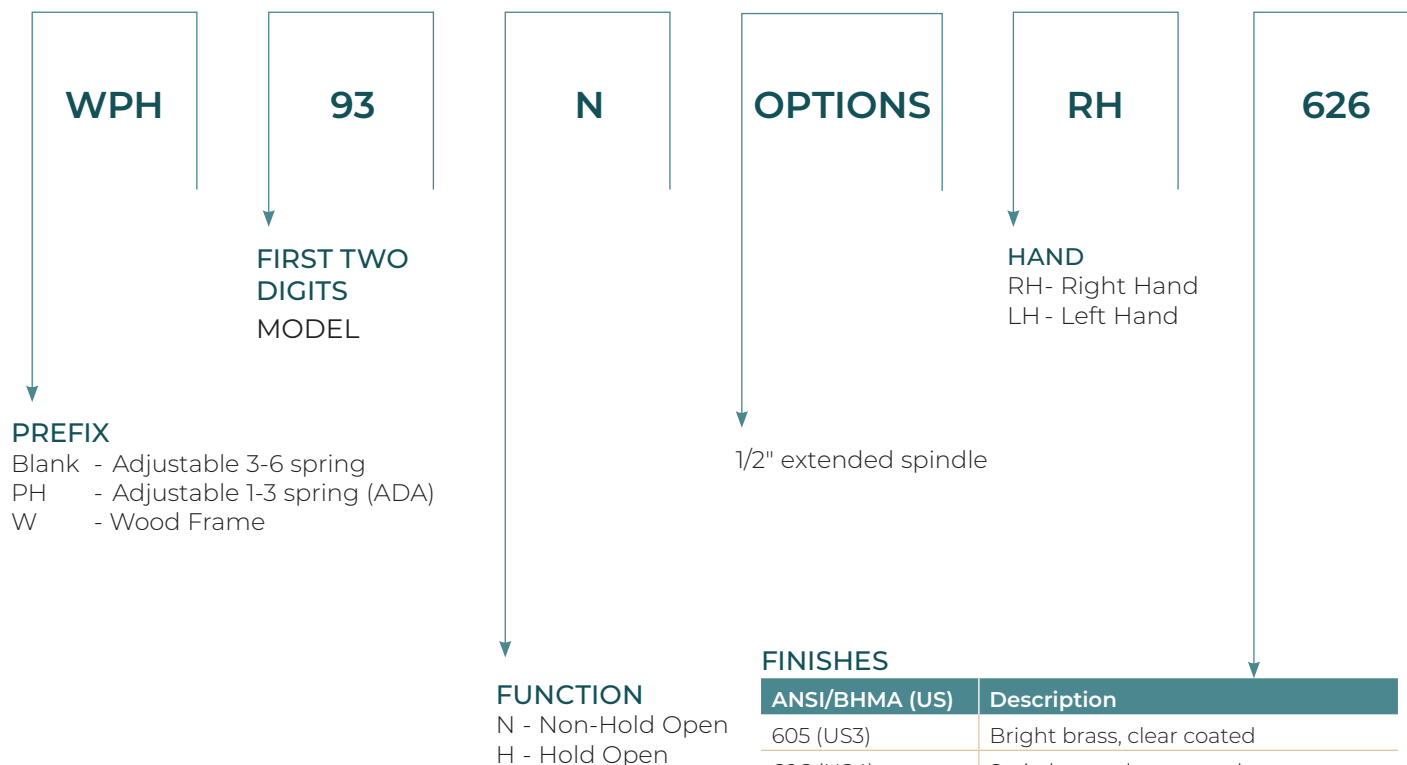 WPH 93 N OPTIONS RH 626
FIRST TWO
DIGITS
MODEL
HAND
RH- Right Hand
LH - Left Hand
PREFIX
Blank - Adjustable 3-6 spring
PH - Adjustable 1-3 spring (ADA)
W - Wood Frame
1/2" extended spindle
FUNCTION
N - Non-Hold Open
H - Hold Open
FINISHES
ANSI/BHMA (US) Description
605 (US3) Bright brass, clear coated